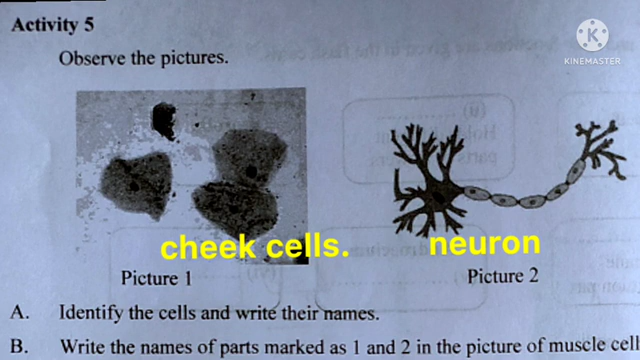 Activity 5
KINEMASTER
Observe the pictures.
cheek cells.
neuron
Picture 1
Picture 2
A. Identify the cells and write their names.
B. Write the names of parts marked as 1 and 2 in the picture of muscle cell